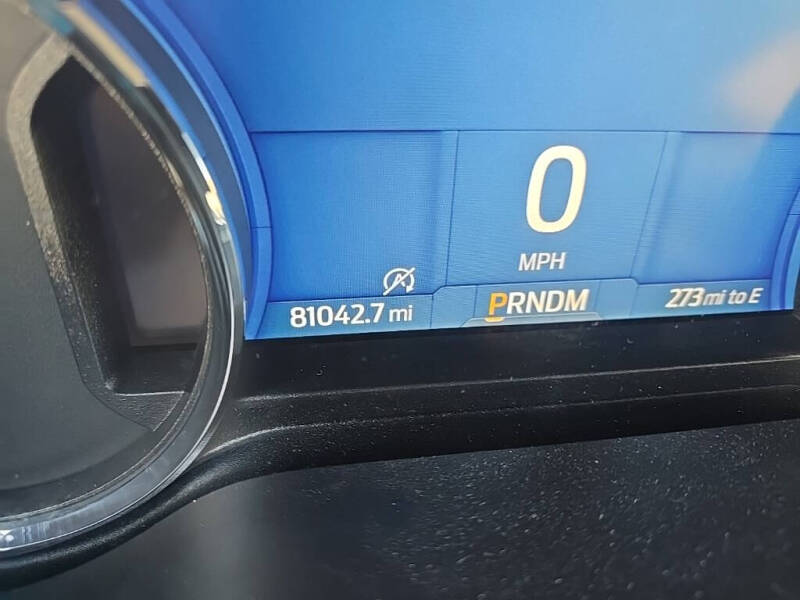 0
MPH
81042.7 mi
PRNDM
273 mi to E